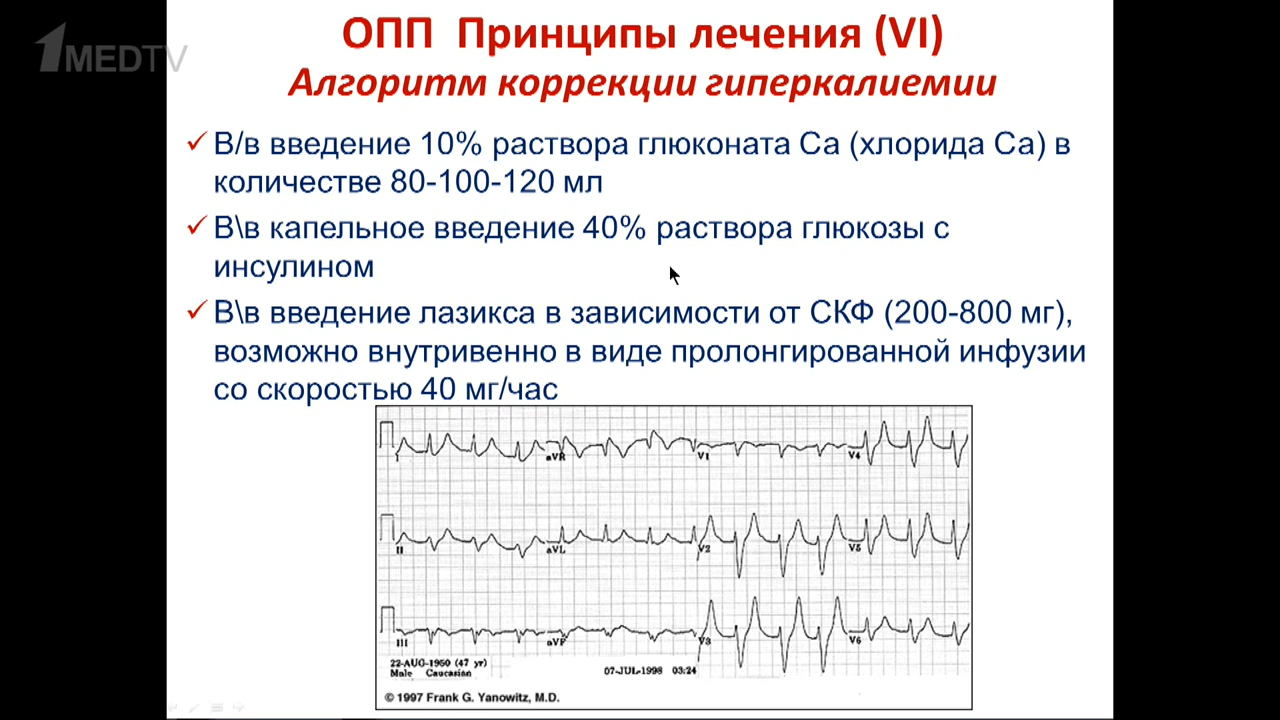 1MEDTV
ОПП Принципы лечения (VI)
Алгоритм коррекции гиперкалиемии
В/в введение 10% раствора глюконата Са (хлорида Са) в
количестве 80-100-120 мл
В\в капельное введение 40% раствора глюкозы с
инсулином
В\в введение лазикса в зависимости от СКФ (200-800 мг),
возможно внутривенно в виде пролонгированной инфузии
со скоростью 40 мг/час
I aVR V1 V4
II aVL V2 V5
III aVF V3 V6
22-AUG-1950 (47 yr)
Male Caucasian
07-JUL-1998 03:24
© 1997 Frank G. Yanowitz, M.D.